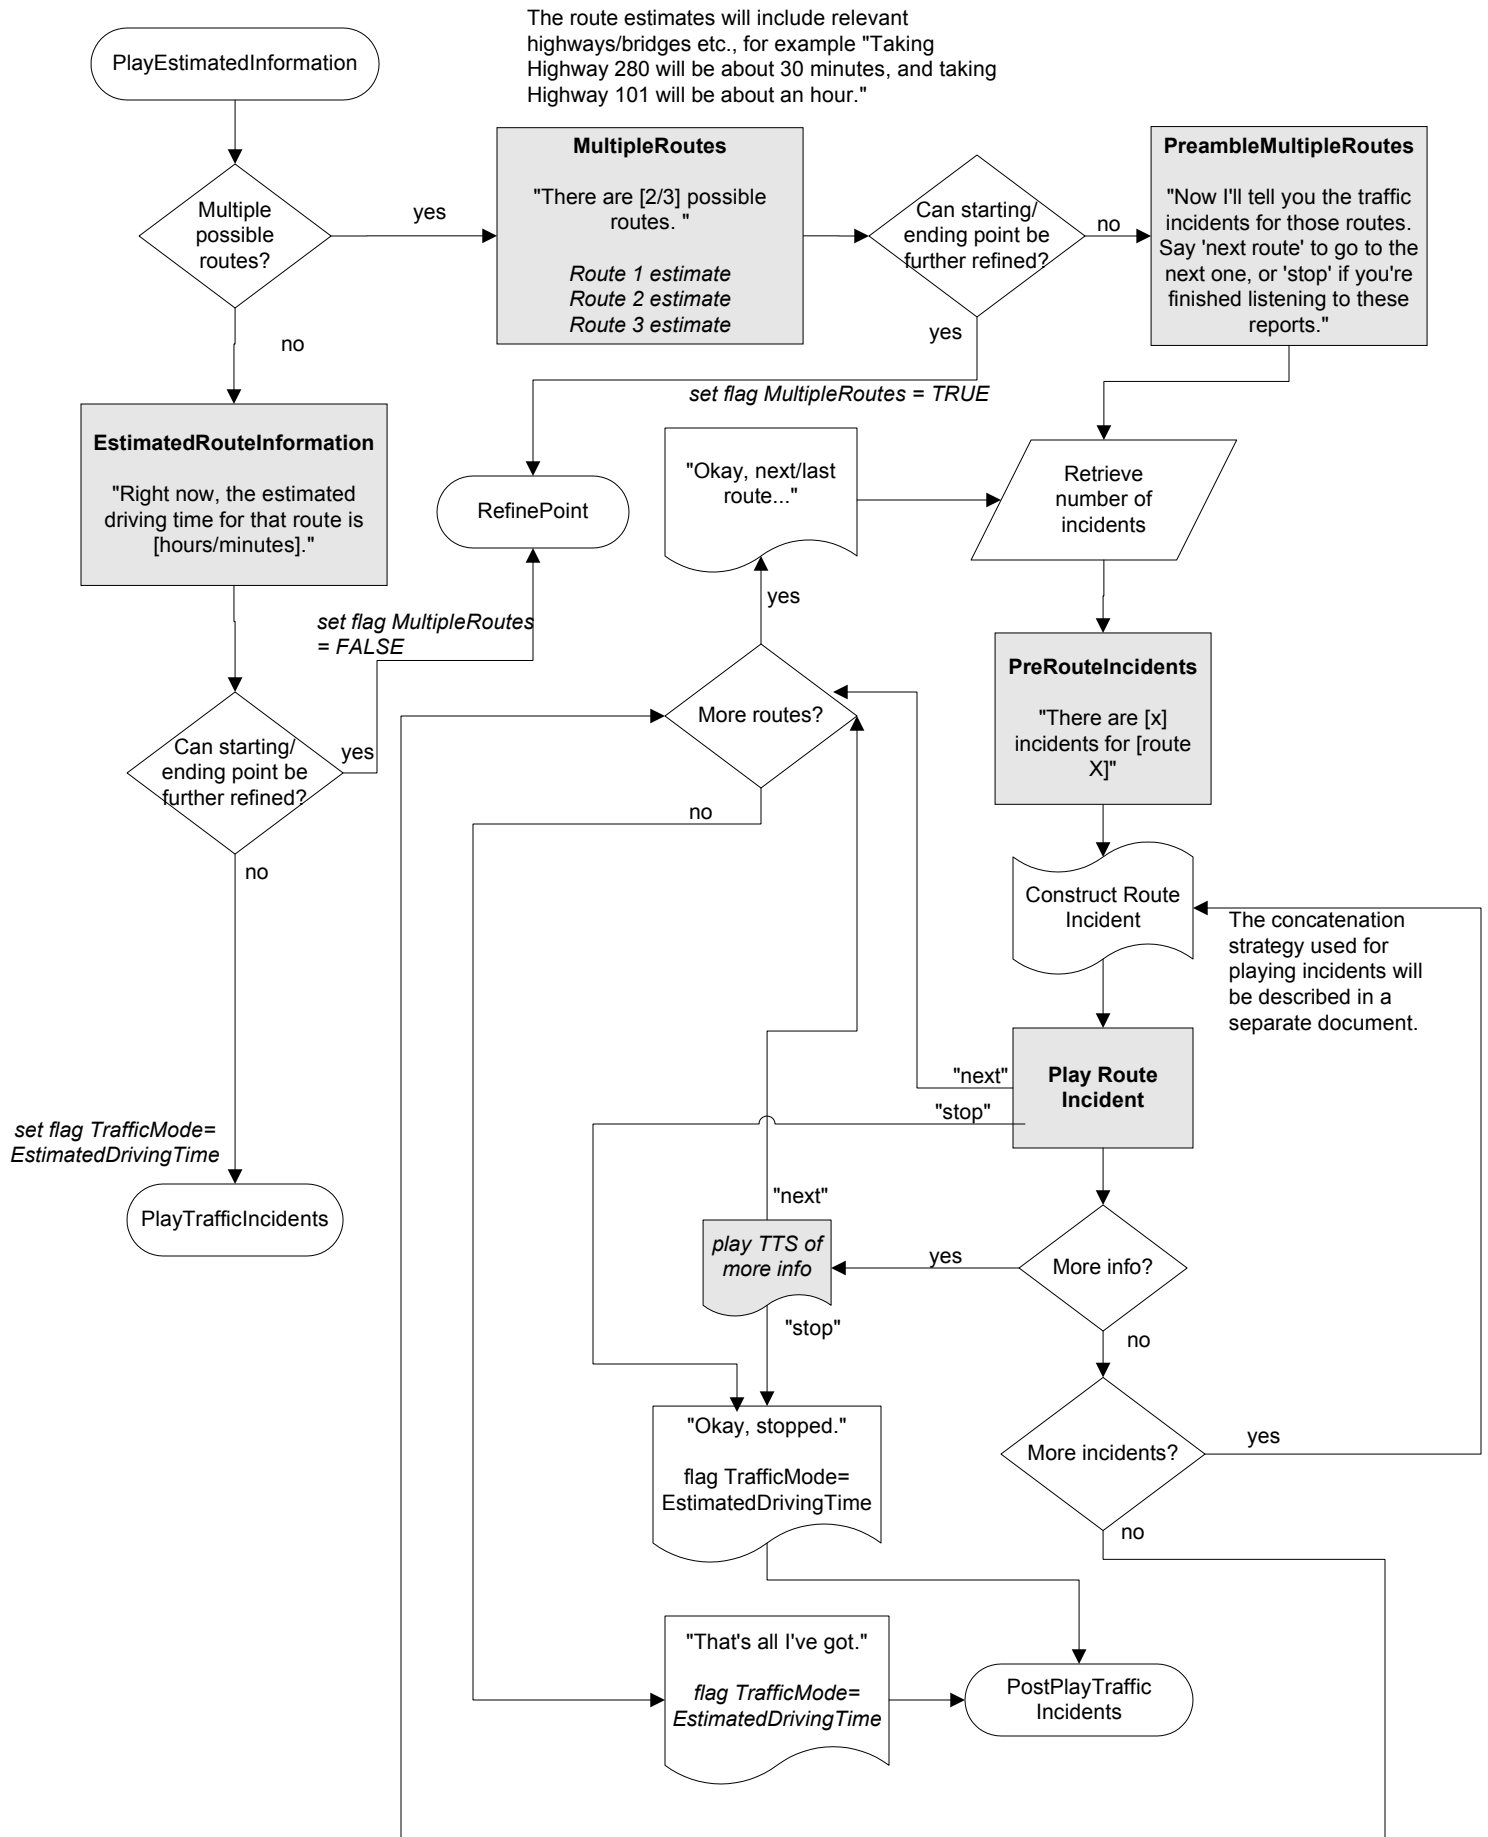 The route estimates will include relevant
highways/bridges etc., for example "Taking
Highway 280 will be about 30 minutes, and taking
Highway 101 will be about an hour."
PlayEstimatedInformation
Multiple
possible
routes?
yes
MultipleRoutes
"There are [2/3] possible
routes. "
Route 1 estimate
Route 2 estimate
Route 3 estimate
Can starting/
ending point be
further refined?
no
PreambleMultipleRoutes
"Now I'll tell you the traffic
incidents for those routes.
Say 'next route' to go to the
next one, or 'stop' if you're
finished listening to these
reports."
no
yes
set flag MultipleRoutes = TRUE
EstimatedRouteInformation
"Right now, the estimated
driving time for that route is
[hours/minutes]."
RefinePoint
"Okay, next/last
route..."
Retrieve
number of
incidents
set flag MultipleRoutes
= FALSE
yes
PreRouteIncidents
"There are [x]
incidents for [route
X]"
Can starting/
ending point be
further refined?
yes
More routes?
no
no
Construct Route
Incident
The concatenation
strategy used for
playing incidents will
be described in a
separate document.
"next"
"stop"
Play Route
Incident
set flag TrafficMode=
EstimatedDrivingTime
PlayTrafficIncidents
"next"
play TTS of
more info
yes
More info?
"stop"
no
"Okay, stopped."
flag TrafficMode=
EstimatedDrivingTime
More incidents?
yes
no
"That's all I've got."
flag TrafficMode=
EstimatedDrivingTime
PostPlayTraffic
Incidents